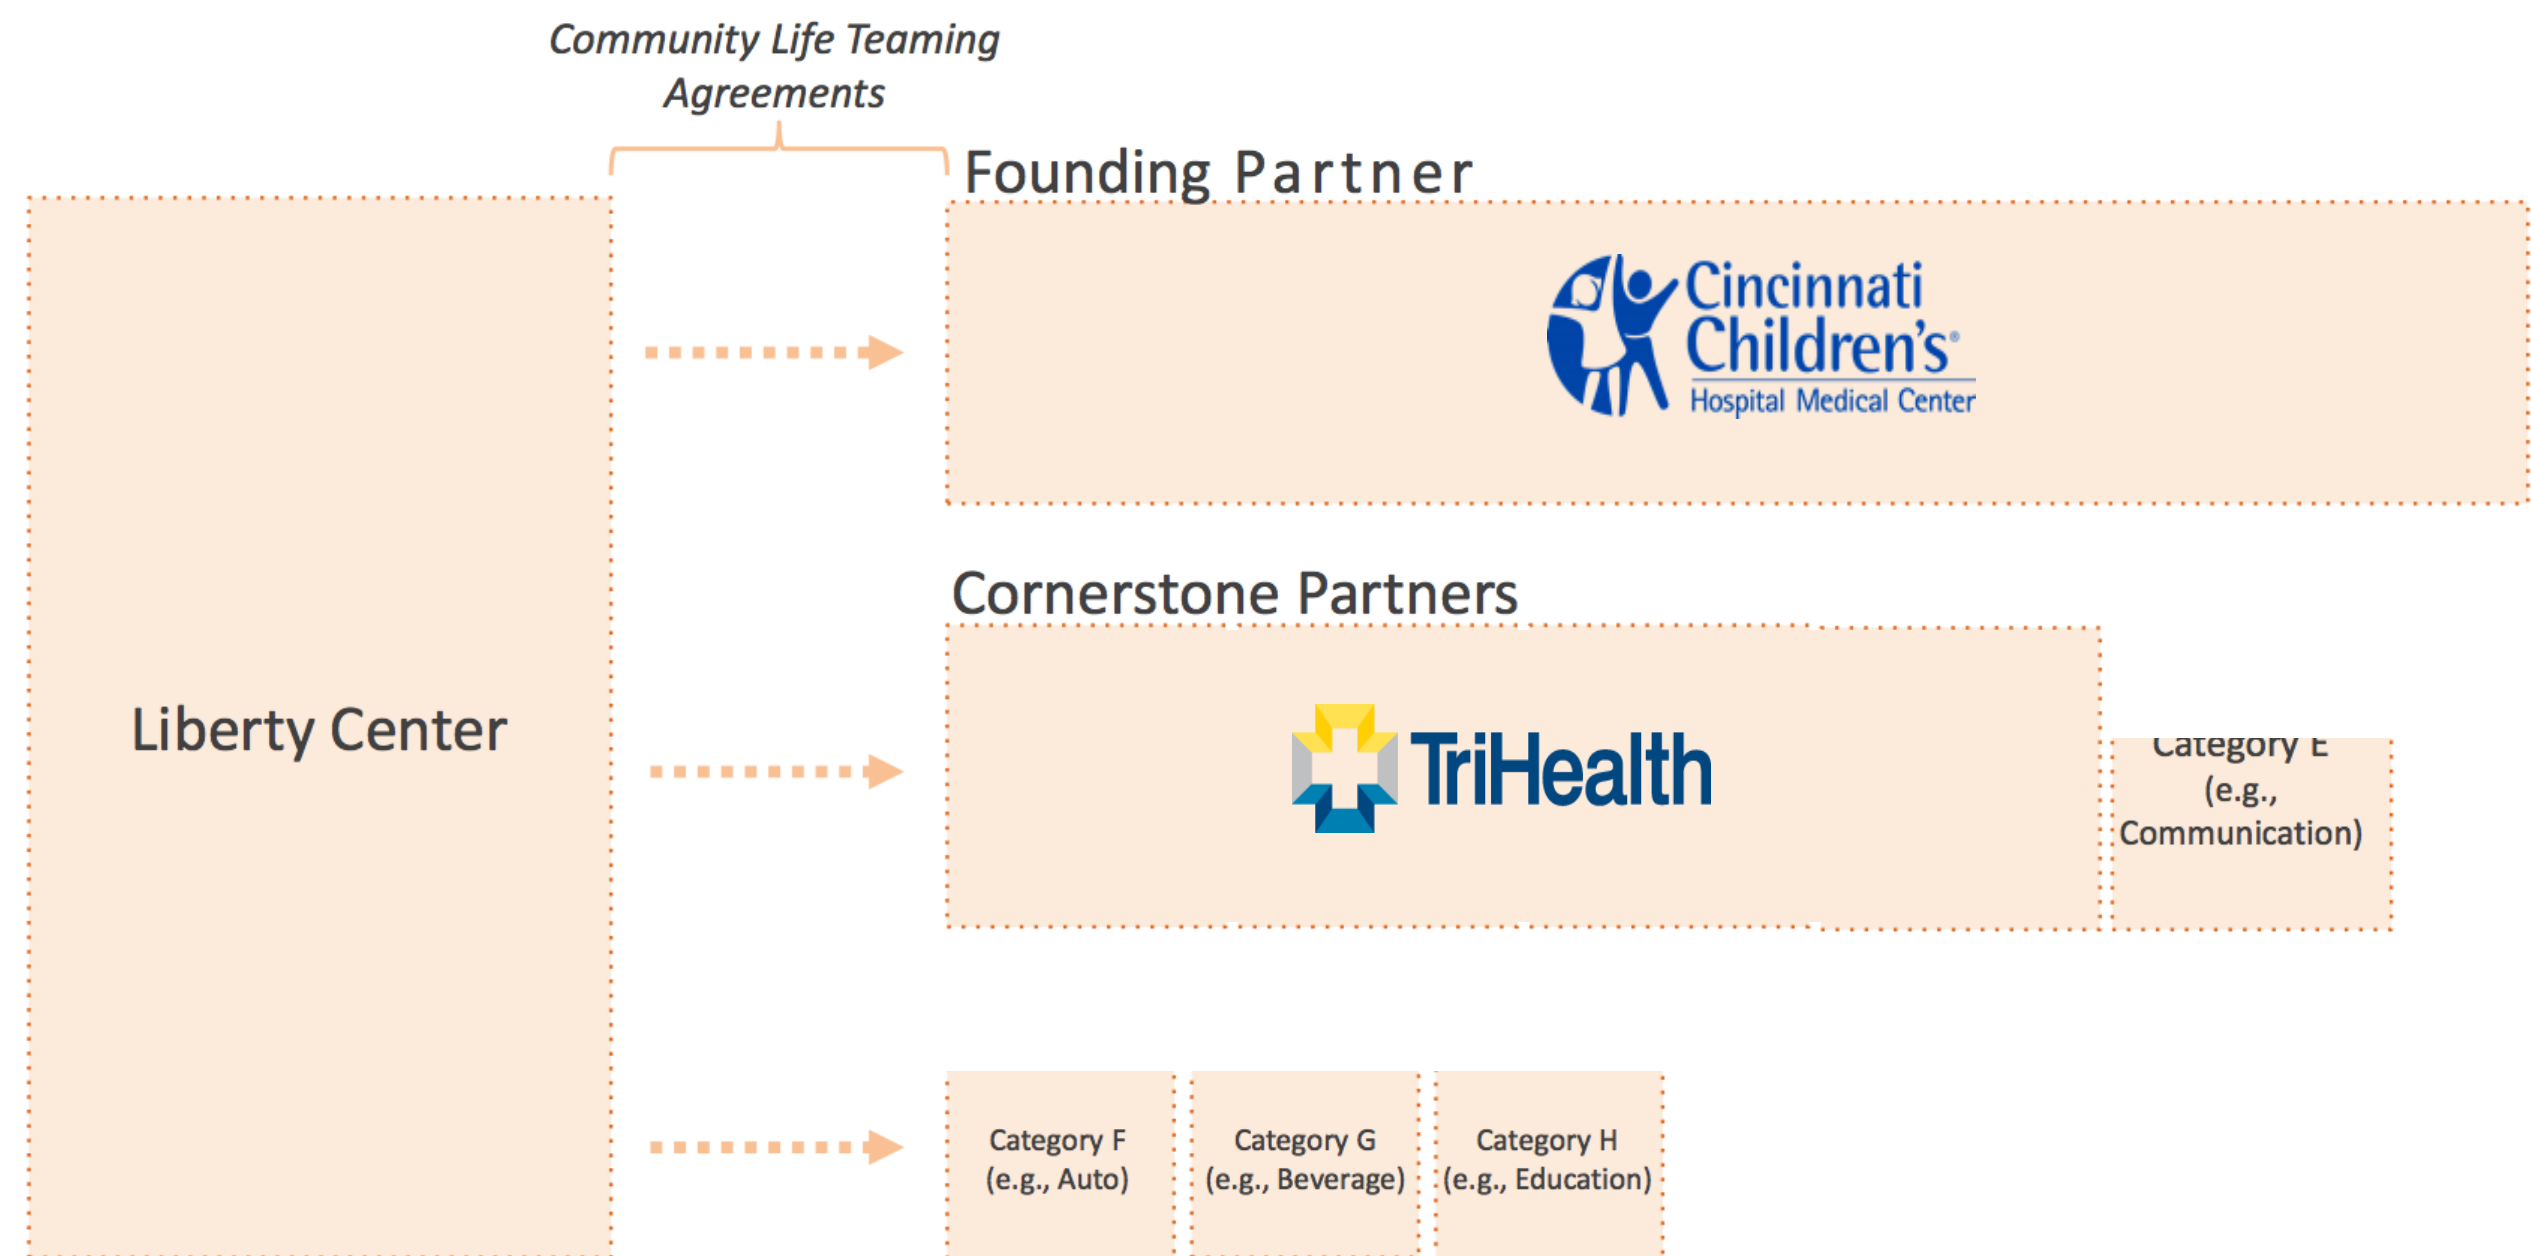 Community Life Teaming
Agreements
Founding Partner
Cincinnati
Children's®
Hospital Medical Center
Cornerstone Partners
Liberty Center
TriHealth
Category E
(e.g.,
Communication)
Category F
(e.g., Auto)
Category G
(e.g., Beverage)
Category H
(e.g., Education)